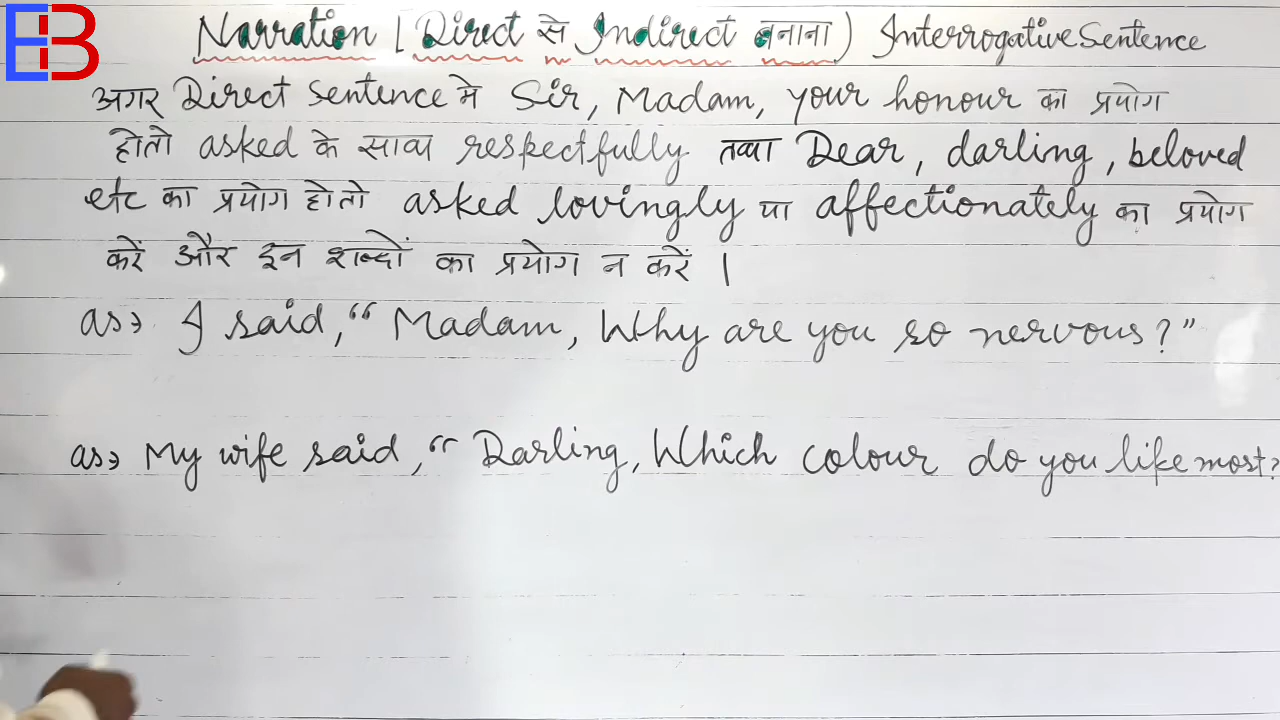 EB
Narration (Direct से Indirect बनाना) Interrogative Sentence
अगर Direct sentence मे Sir, Madam, your honour का प्रयोग
होतो asked के साथ respectfully तथा Dear, darling, beloved
etc का प्रयोग होतो asked lovingly या affectionately का प्रयोग
करें और इन शब्दों का प्रयोग न करें |
as→ I said, “Madam, Why are you so nervous?”
as→ My wife said, “Darling, Which colour do you like most?